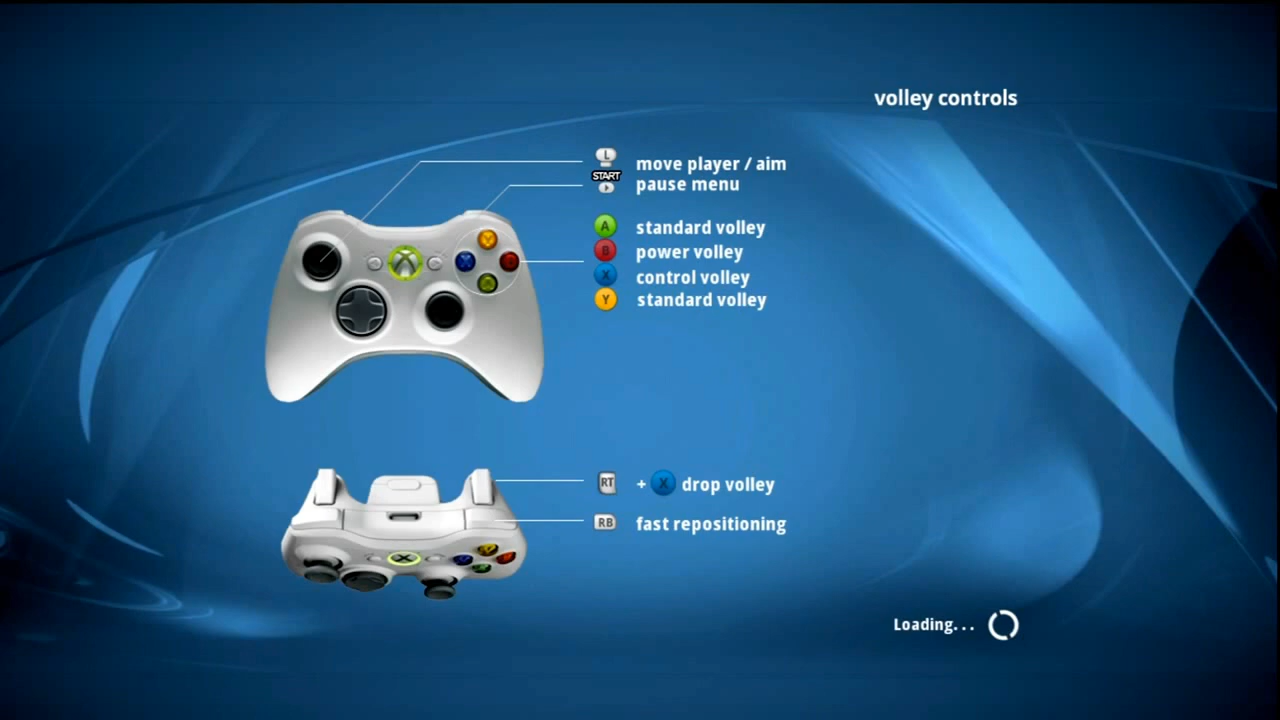 volley controls
L move player / aim
START pause menu
A standard volley
B power volley
X control volley
Y standard volley
RT + X drop volley
RB fast repositioning
Loading...